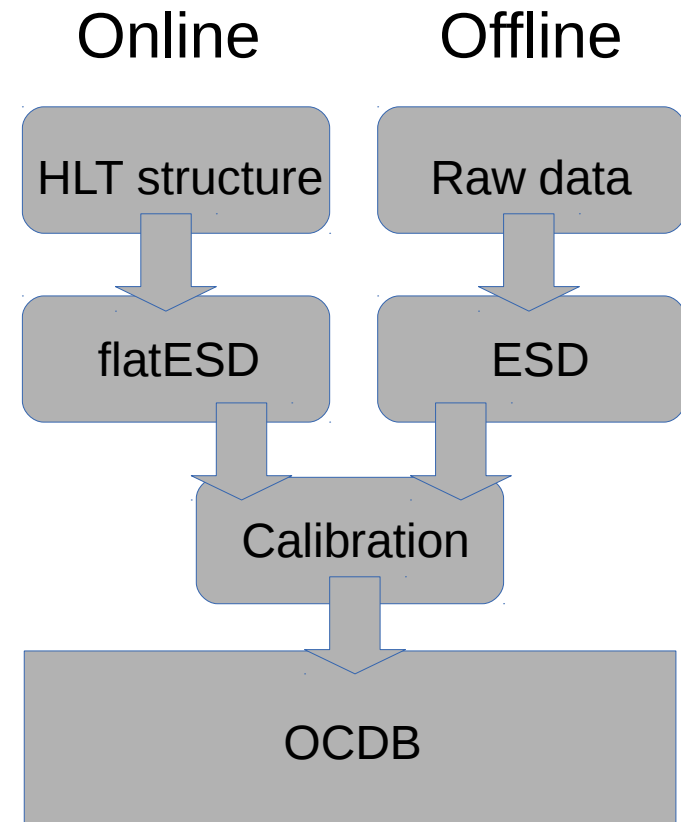 Online
Offline
HLT structure
Raw data
flatESD
ESD
Calibration
OCDB